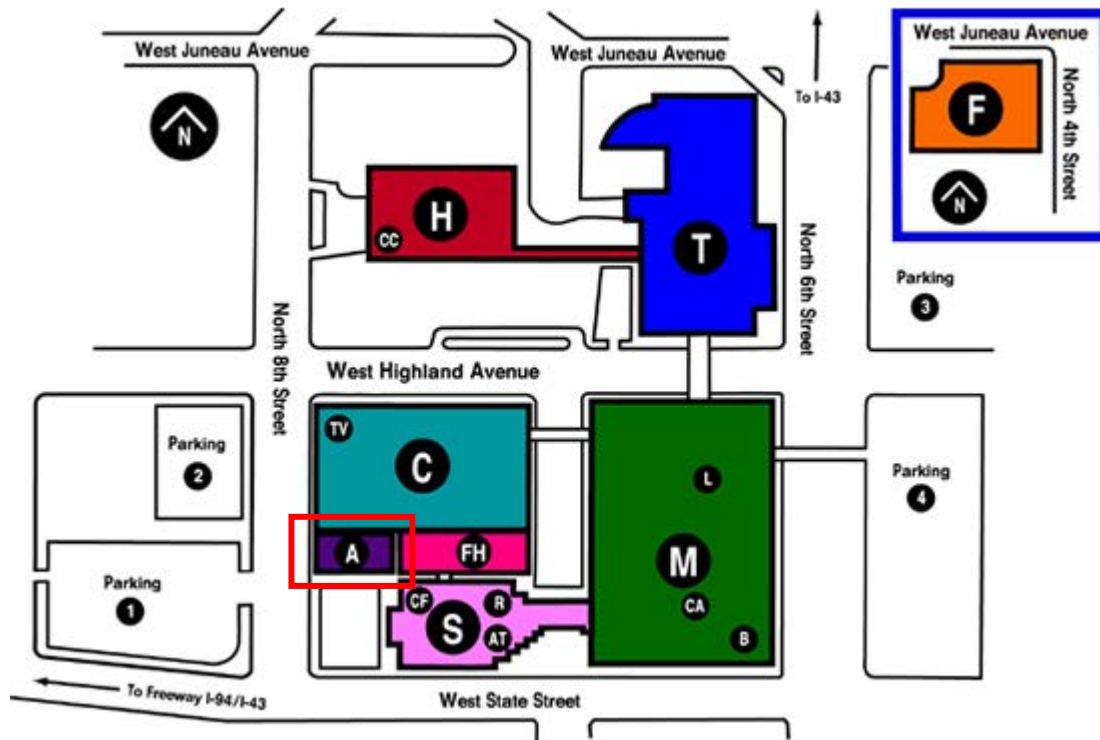 West Juneau Avenue
West Juneau Avenue
West Juneau Avenue
To I-43
N
F
North 4th Street
N
H
CC
T
North 6th Street
Parking
3
North 8th Street
West Highland Avenue
TV
C
Parking
2
L
Parking
4
A
FH
M
Parking
1
CF
R
S
AT
CA
B
To Freeway I-94/I-43
West State Street